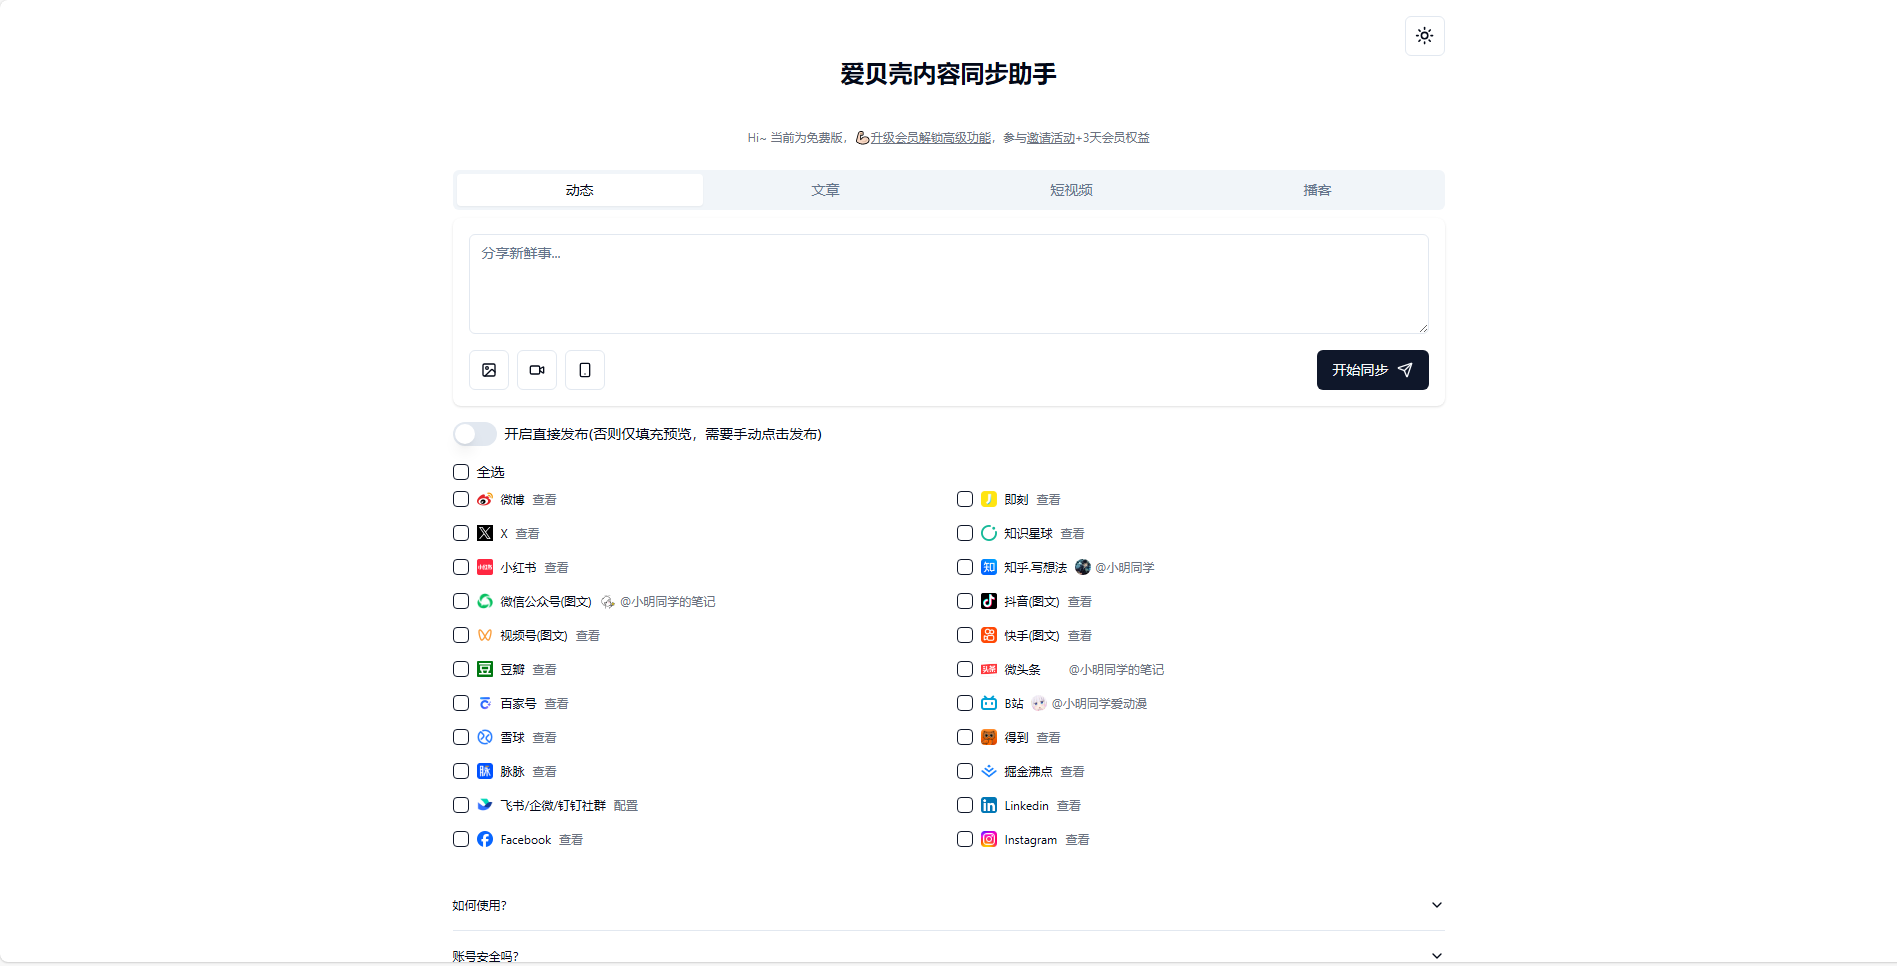 爱贝壳内容同步助手
Hi~ 当前为免费版，💪升级会员解锁高级功能，参与邀请活动+3天会员权益
动态 文章 短视频 播客
分享新鲜事...
开始同步
开启直接发布(否则仅填充预览，需要手动点击发布)
全选
微博 查看
即刻 查看
X 查看
知识星球 查看
小红书 查看
知乎.写想法 @小明同学
微信公众号(图文) @小明同学的笔记
抖音(图文) 查看
视频号(图文) 查看
快手(图文) 查看
豆瓣 查看
微头条 @小明同学的笔记
百家号 查看
B站 @小明同学爱动漫
雪球 查看
得到 查看
脉脉 查看
掘金沸点 查看
飞书/企微/钉钉社群 配置
Linkedin 查看
Facebook 查看
Instagram 查看
如何使用?
账号安全吗?